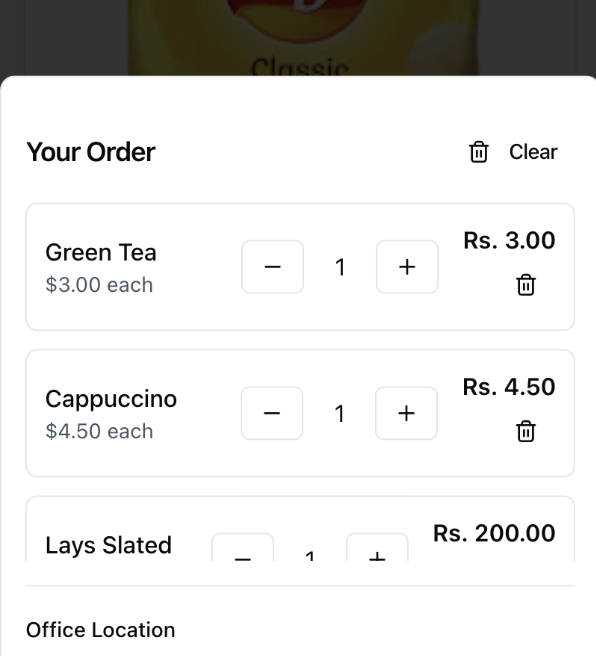 Classic
Your Order
Clear
Green Tea
$3.00 each
− 1 +
Rs. 3.00
Cappuccino
$4.50 each
− 1 +
Rs. 4.50
Lays Slated
− 1 +
Rs. 200.00
Office Location